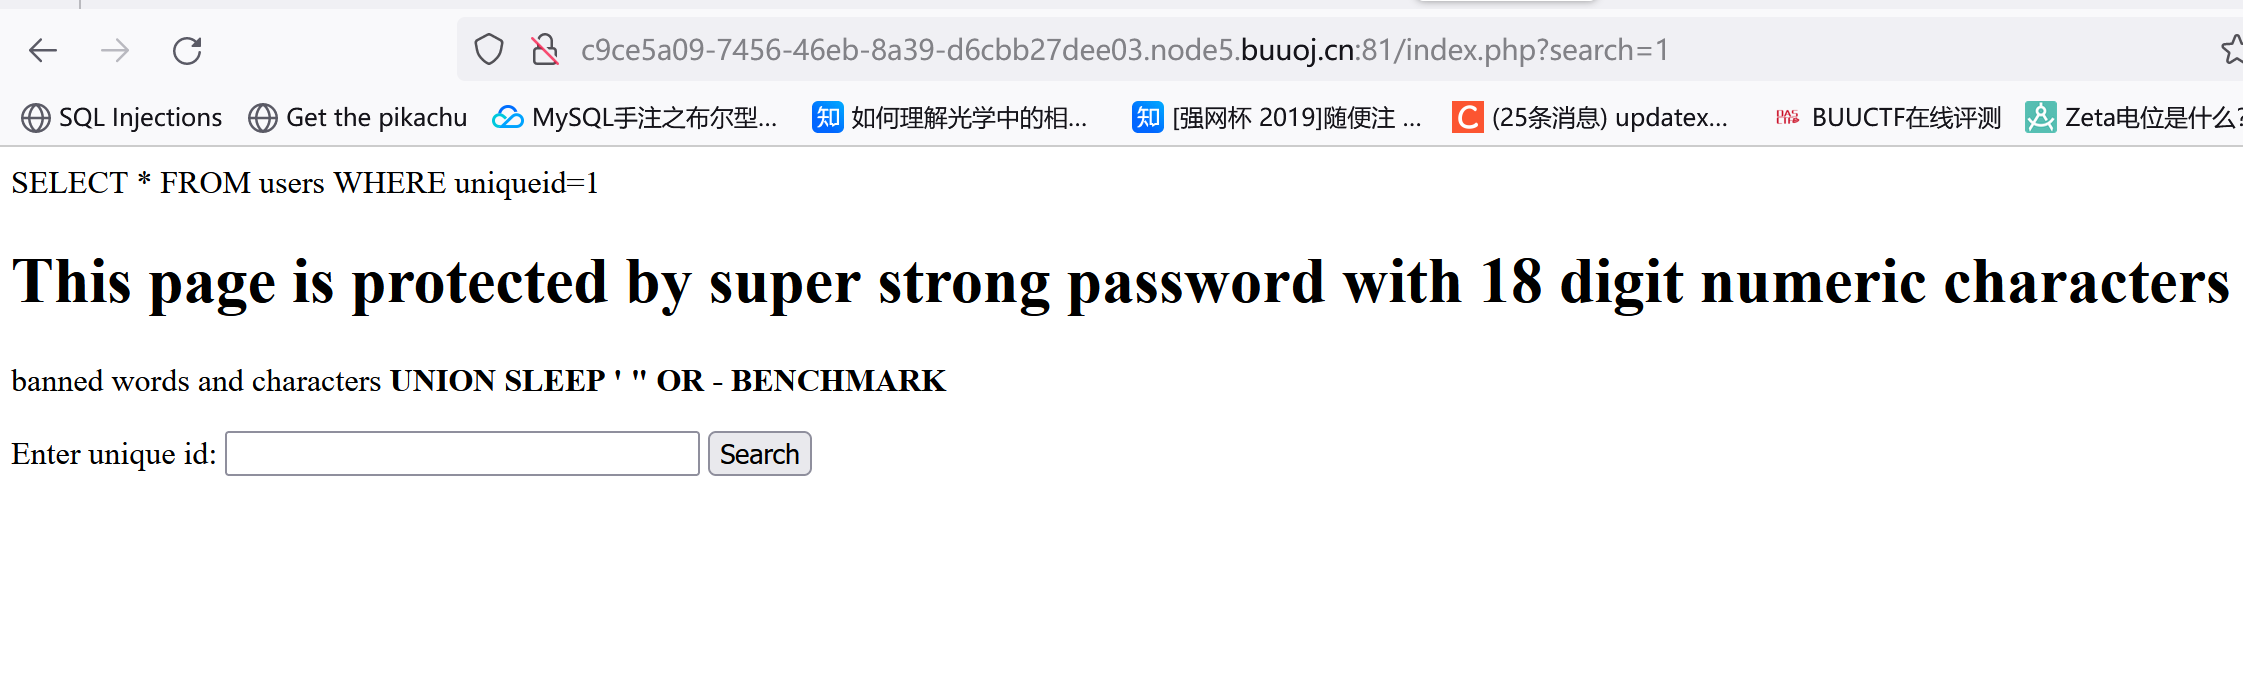 c9ce5a09-7456-46eb-8a39-d6cbb27dee03.node5.buuoj.cn:81/index.php?search=1
SQL Injections Get the pikachu MySQL手注之布尔型... 知 如何理解光学中的相... 知 [强网杯 2019]随便注 ... C (25条消息) updatex... BUUCTF在线评测 Zeta电位是什么?
SELECT * FROM users WHERE uniqueid=1
This page is protected by super strong password with 18 digit numeric characters
banned words and characters UNION SLEEP ' " OR - BENCHMARK
Enter unique id: Search